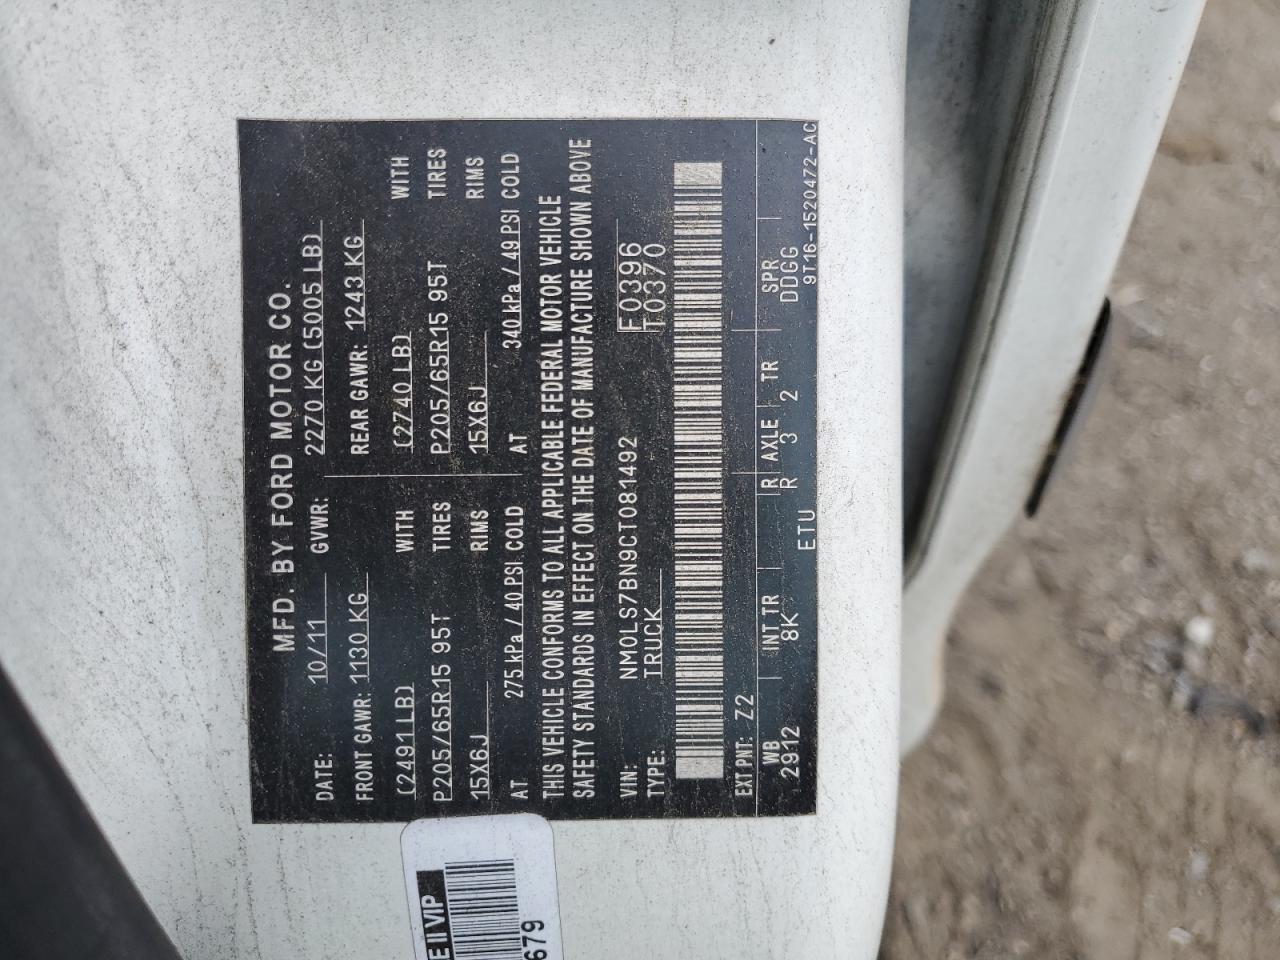 MFD. BY FORD MOTOR CO.
DATE: 10/11 GVWR: 2270 KG (5005 LB)
FRONT GAWR: 1130 KG REAR GAWR: 1243 KG
(2491 LB) WITH (2740 LB) WITH
P205/65R15 95T TIRES P205/65R15 95T TIRES
15X6J RIMS 15X6J RIMS
AT 275 kPa / 40 PSI COLD AT 340 kPa / 49 PSI COLD
THIS VEHICLE CONFORMS TO ALL APPLICABLE FEDERAL MOTOR VEHICLE
SAFETY STANDARDS IN EFFECT ON THE DATE OF MANUFACTURE SHOWN ABOVE
VIN: NM0LS7BN9CT081492 F0396
TYPE: TRUCK T0370
EXT PNT: Z2
WB INT TR R AXLE TR SPR
2912 8K R 3 2 DDGG
ETU 9T16-1520472-AC
E II VIP
679